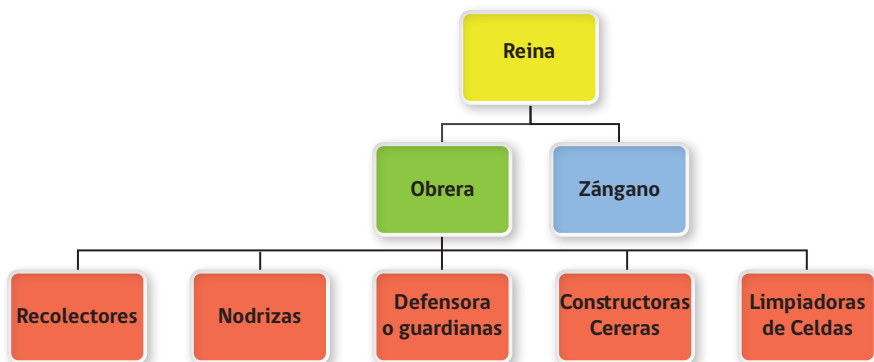 Reina
Obrera
Zángano
Recolectores
Nodrizas
Defensora
o guardianas
Constructoras
Cereras
Limpiadoras
de Celdas